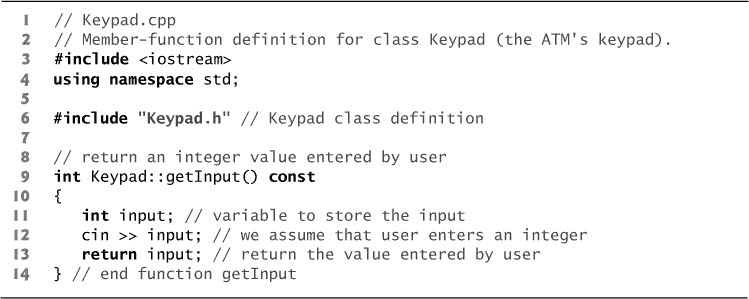 1 // Keypad.cpp
2 // Member-function definition for class Keypad (the ATM's keypad).
3 #include <iostream>
4 using namespace std;
5
6 #include "Keypad.h" // Keypad class definition
7
8 // return an integer value entered by user
9 int Keypad::getInput() const
10 {
11    int input; // variable to store the input
12    cin >> input; // we assume that user enters an integer
13    return input; // return the value entered by user
14 } // end function getInput